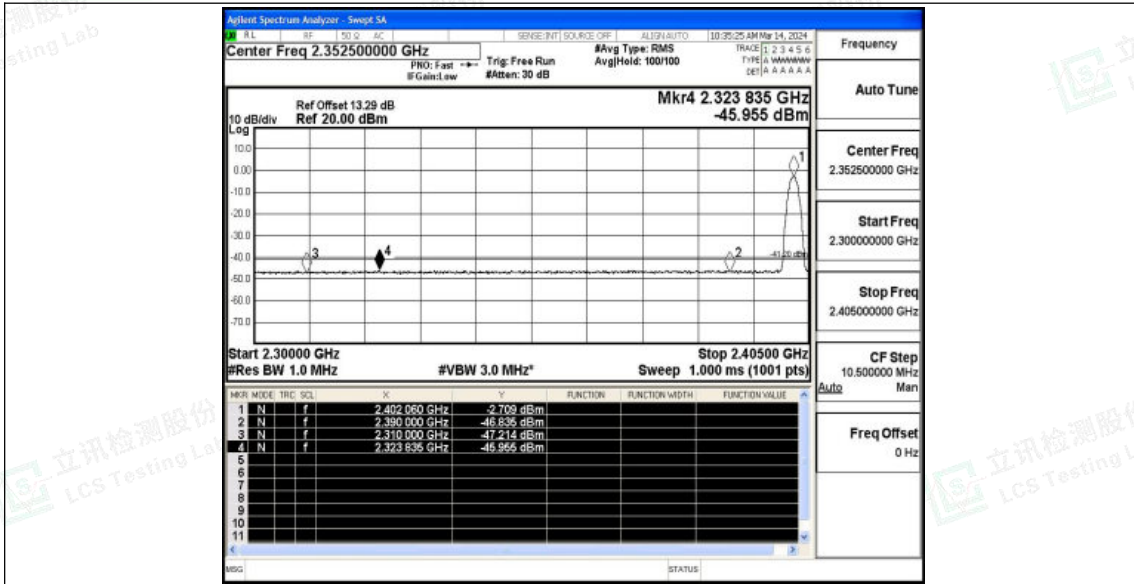 Agilent Spectrum Analyzer - Swept SA
RL RF 50 Ω AC SENSE:INT SOURCE OFF ALIGNAUTO 10:35:25 AM Mar 14, 2024
Center Freq 2.352500000 GHz
PNO: Fast
IFGain:Low
Trig: Free Run
#Atten: 30 dB
#Avg Type: RMS
Avg|Hold: 100/100
TRACE 1 2 3 4 5 6
TYPE A WWWWW
DET A A A A A A
Ref Offset 13.29 dB
Ref 20.00 dBm
10 dB/div
Log
Mkr4 2.323 835 GHz
-45.955 dBm
10.0
0.00
-10.0
-20.0
-30.0
-40.0
-50.0
-60.0
-70.0
1
2
3
4
-41.20 dBm
Start 2.30000 GHz
Stop 2.40500 GHz
#Res BW 1.0 MHz
#VBW 3.0 MHz*
Sweep 1.000 ms (1001 pts)
MKR MODE TRC SCL X Y FUNCTION FUNCTION WIDTH FUNCTION VALUE
1 N f 2.402 060 GHz -2.709 dBm
2 N f 2.390 000 GHz -46.835 dBm
3 N f 2.310 000 GHz -47.214 dBm
4 N f 2.323 835 GHz -45.955 dBm
5
6
7
8
9
10
11
MSG
STATUS
Frequency
Auto Tune
Center Freq
2.352500000 GHz
Start Freq
2.300000000 GHz
Stop Freq
2.405000000 GHz
CF Step
10.500000 MHz
Auto Man
Freq Offset
0 Hz
立讯检测股份
LCS Testing Lab
立讯检测股份
LCS Testing L